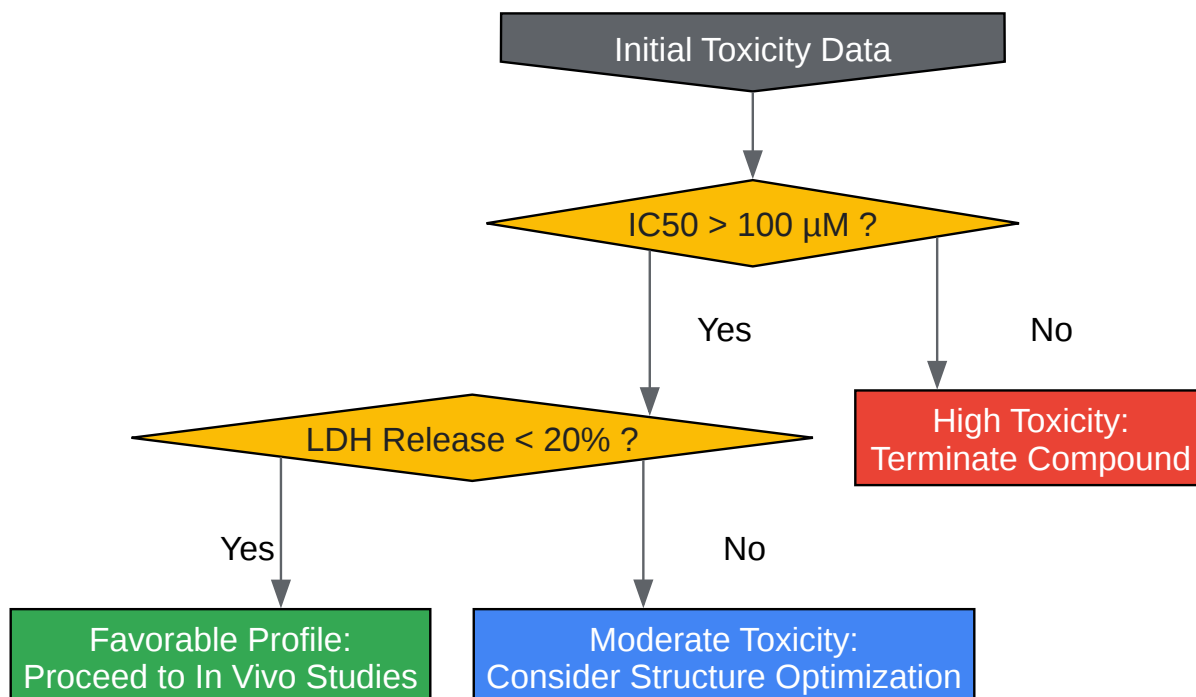 Initial Toxicity Data
IC50 > 100 µM ?
Yes
No
High Toxicity:
Terminate Compound
LDH Release < 20% ?
Yes
No
Favorable Profile:
Proceed to In Vivo Studies
Moderate Toxicity:
Consider Structure Optimization